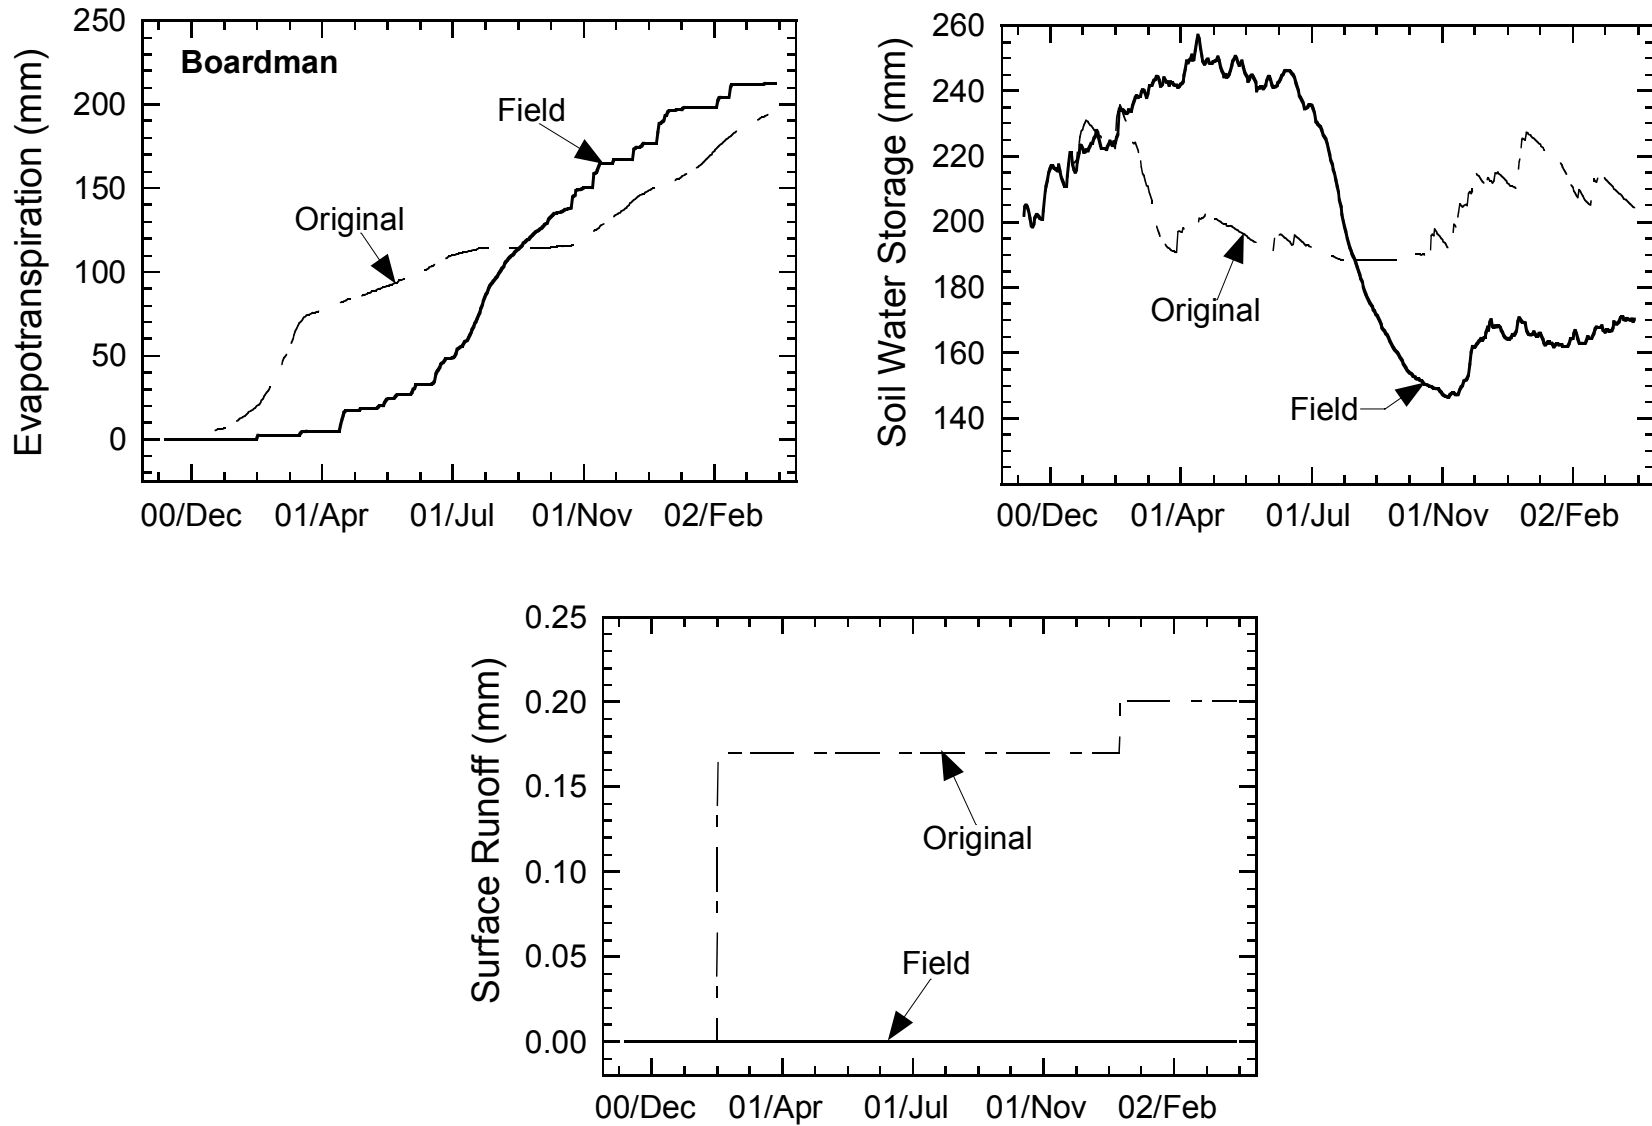 Boardman
Evapotranspiration (mm)
250
200
150
100
50
0
Field
Original
00/Dec 01/Apr 01/Jul 01/Nov 02/Feb
Soil Water Storage (mm)
260
240
220
200
180
160
140
Original
Field
00/Dec 01/Apr 01/Jul 01/Nov 02/Feb
Surface Runoff (mm)
0.25
0.20
0.15
0.10
0.05
0.00
Original
Field
00/Dec 01/Apr 01/Jul 01/Nov 02/Feb